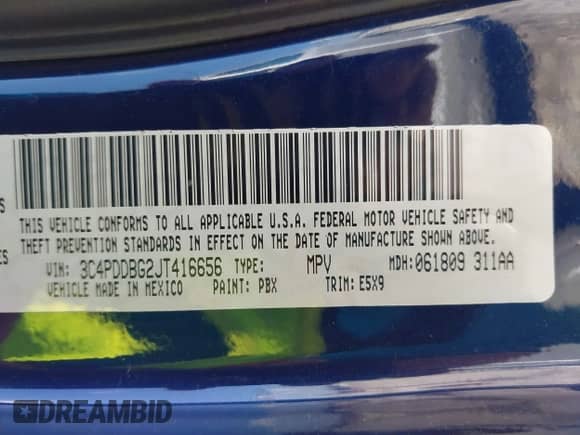 THIS VEHICLE CONFORMS TO ALL APPLICABLE U.S.A. FEDERAL MOTOR VEHICLE SAFETY AND
THEFT PREVENTION STANDARDS IN EFFECT ON THE DATE OF MANUFACTURE SHOWN ABOVE.
VIN: 3C4PDDBG2JT416656 TYPE: MPV MDH:061809 311AA
VEHICLE MADE IN MEXICO PAINT: PBX TRIM:E5X9
DREAMBID